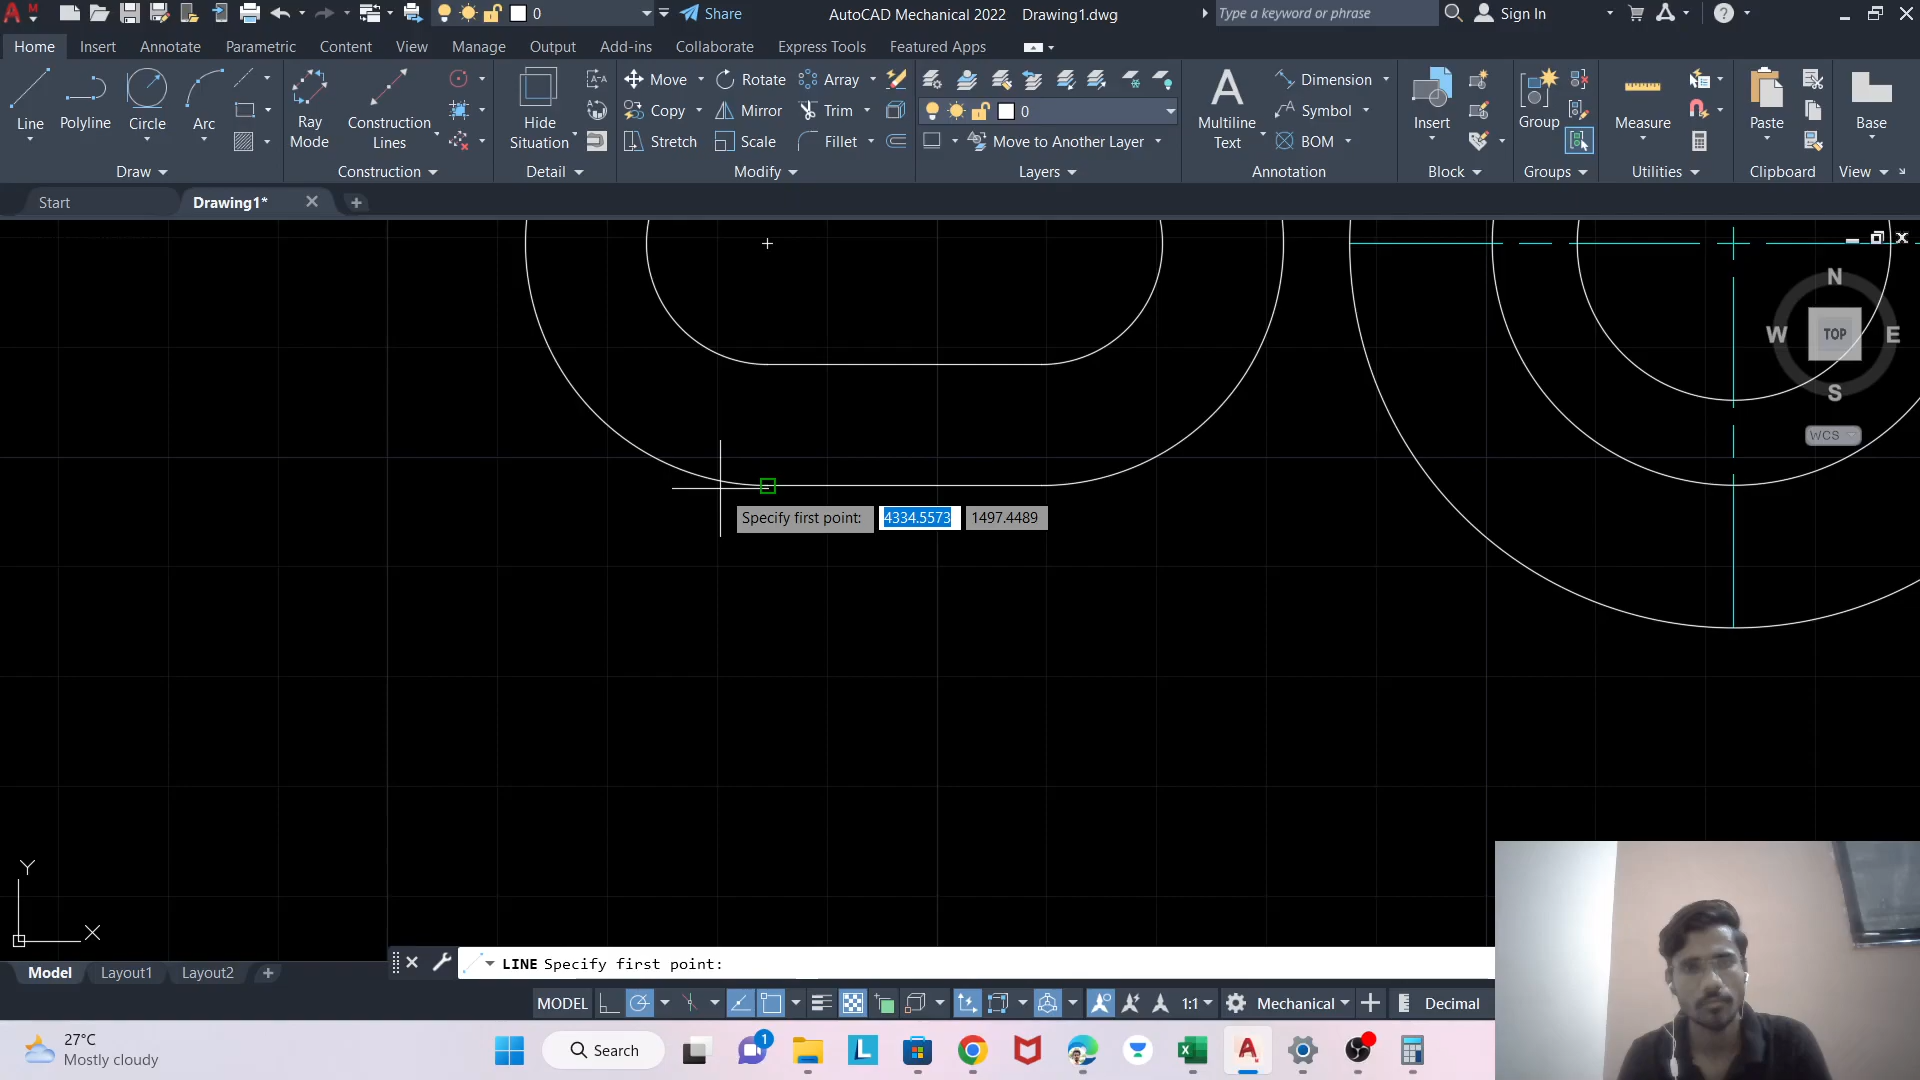 0
Share
AutoCAD Mechanical 2022 Drawing1.dwg
Type a keyword or phrase
Sign In
Home Insert Annotate Parametric Content View Manage Output Add-ins Collaborate Express Tools Featured Apps
Line
Polyline
Circle
Arc
Draw
Ray
Mode
Construction
Lines
Construction
Hide
Situation
Detail
Move Rotate Array
Copy Mirror Trim
Stretch Scale Fillet
Modify
0
Move to Another Layer
Layers
Multiline
Text
Dimension
Symbol
BOM
Annotation
Insert
Block
Group
Groups
Measure
Utilities
Paste
Clipboard
Base
View
Start
Drawing1*
N
W TOP E
S
WCS
Specify first point: 4334.5573 1497.4489
Y
X
LINE Specify first point:
Model Layout1 Layout2
MODEL
1:1
Mechanical
Decimal
27°C
Mostly cloudy
Search
1